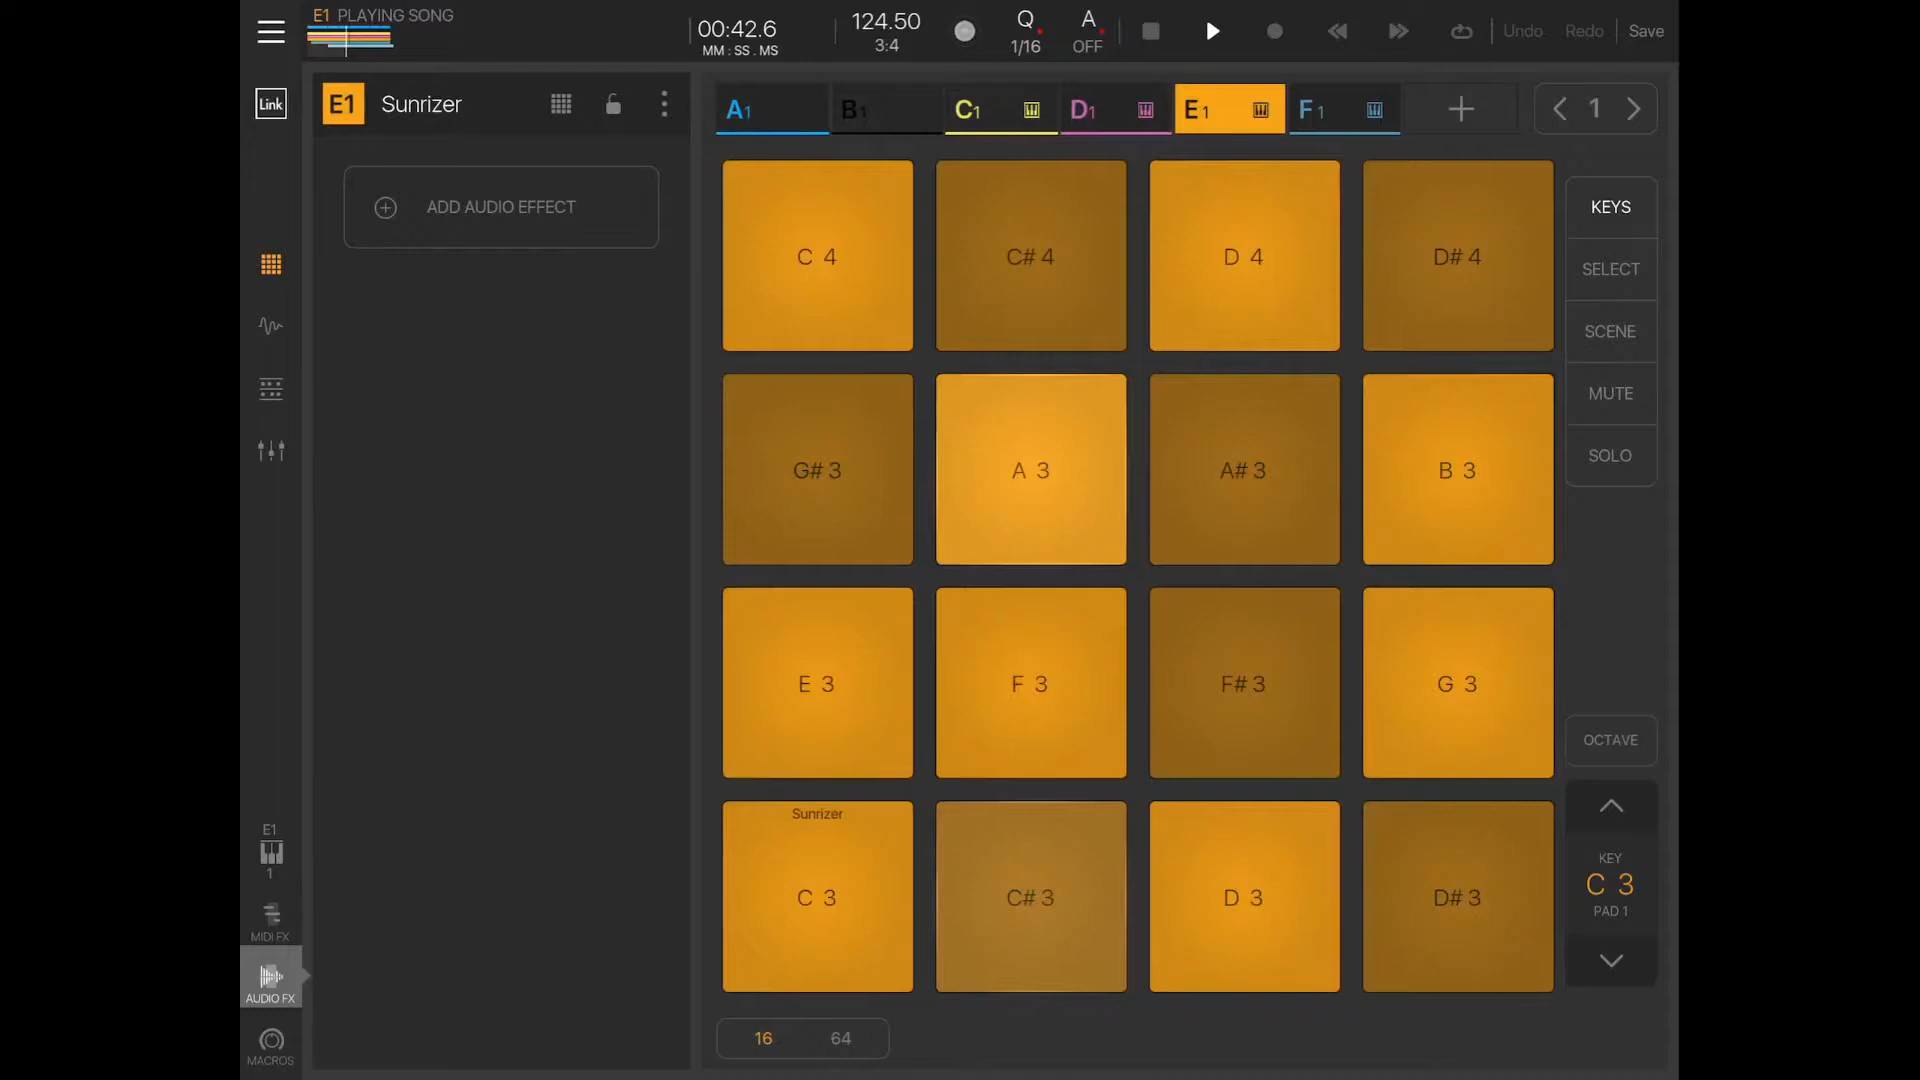 E1 PLAYING SONG
00:42.6
MM : SS . MS
124.50
3:4
Q
1/16
A
OFF
Undo
Redo
Save
Link
E1 Sunrizer
ADD AUDIO EFFECT
A1
B1
C1
D1
E1
F1
1
C 4
C# 4
D 4
D# 4
G# 3
A 3
A# 3
B 3
E 3
F 3
F# 3
G 3
Sunrizer
C 3
C# 3
D 3
D# 3
KEYS
SELECT
SCENE
MUTE
SOLO
OCTAVE
KEY
C 3
PAD 1
E1
1
MIDI FX
AUDIO FX
MACROS
16 64